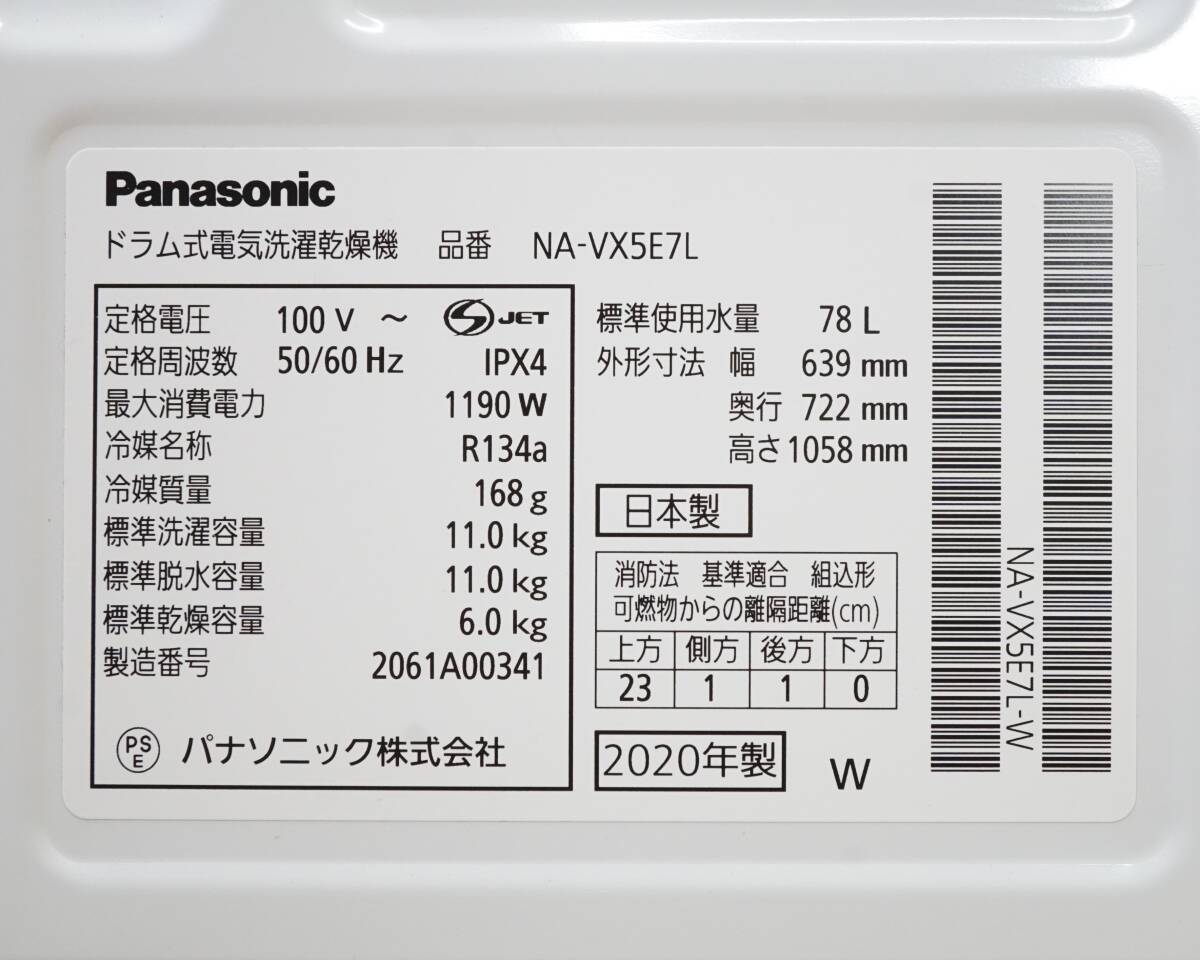 Panasonic
ドラム式電気洗濯乾燥機 品番 NA-VX5E7L
定格電圧 100 V ～ S JET
定格周波数 50/60 Hz IPX4
最大消費電力 1190 W
冷媒名称 R134a
冷媒質量 168 g
標準洗濯容量 11.0 kg
標準脱水容量 11.0 kg
標準乾燥容量 6.0 kg
製造番号 2061A00341
PS E パナソニック株式会社
標準使用水量 78 L
外形寸法 幅 639 mm
奥行 722 mm
高さ 1058 mm
日本製
消防法 基準適合 組込形
可燃物からの離隔距離(cm)
上方 側方 後方 下方
23 1 1 0
2020年製 W
NA-VX5E7L-W